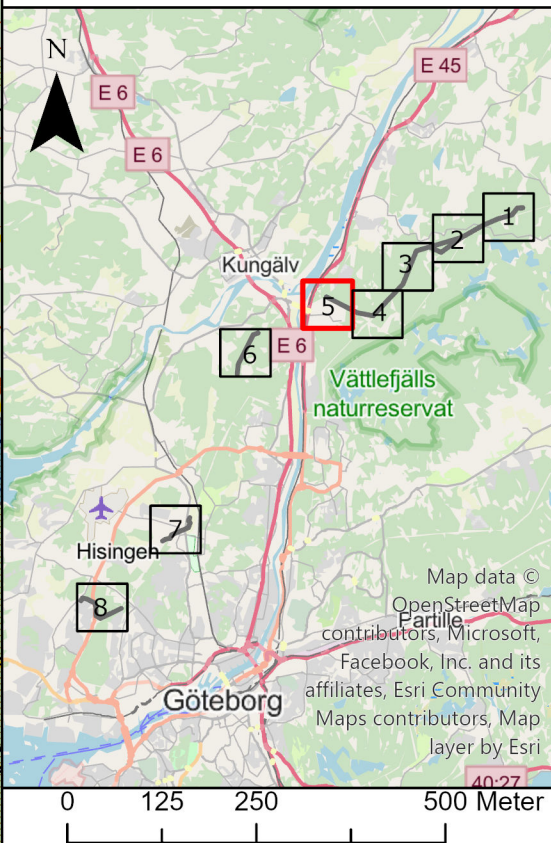 N
E 45
E 6
E 6
1
2
3
Kungälv
5
4
E 6
6
Vättlefjälls
naturreservat
7
Hisingen
8
Map data ©
OpenStreetMap
Partille
contributors, Microsoft,
Facebook, Inc. and its
affiliates, Esri Community
Maps contributors, Map
layer by Esri
Göteborg
40:27
0 125 250 500 Meter